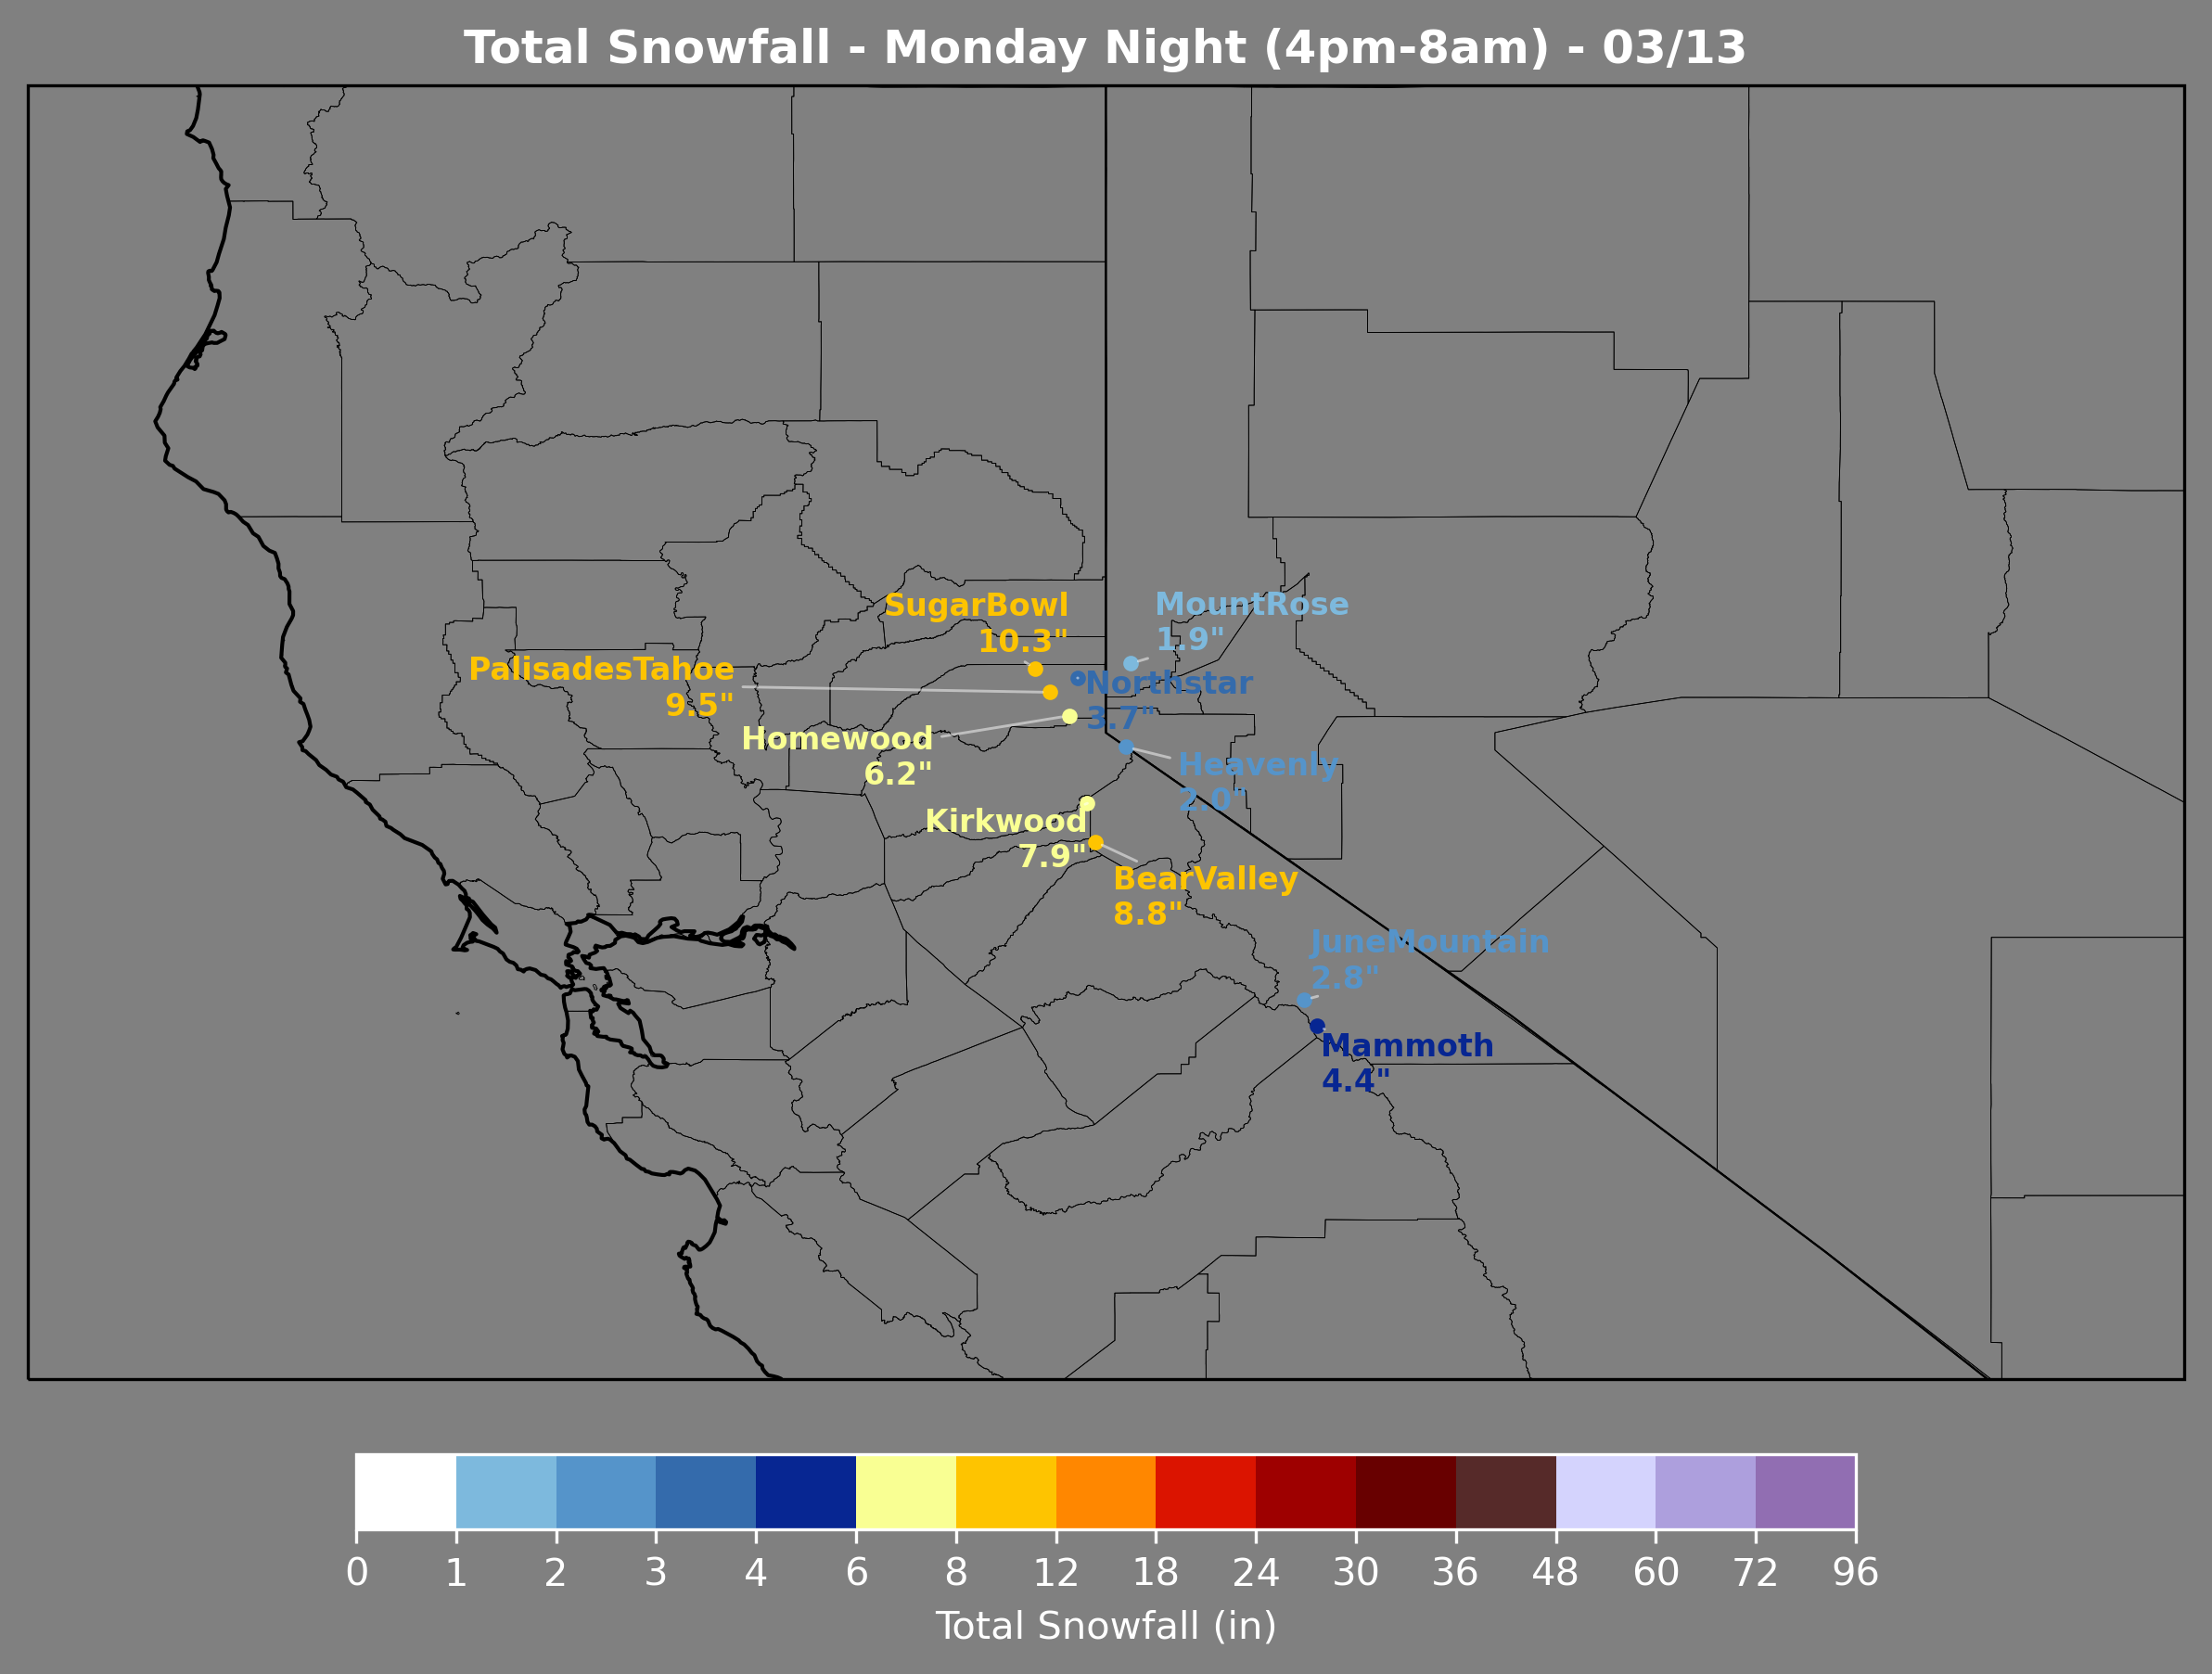 Total Snowfall - Monday Night (4pm-8am) - 03/13
SugarBowl
10.3"
MountRose
1.9"
PalisadesTahoe
9.5"
Northstar
3.7"
Homewood
6.2"
Heavenly
2.0"
Kirkwood
7.9"
BearValley
8.8"
JuneMountain
2.8"
Mammoth
4.4"
0 1 2 3 4 6 8 12 18 24 30 36 48 60 72 96
Total Snowfall (in)